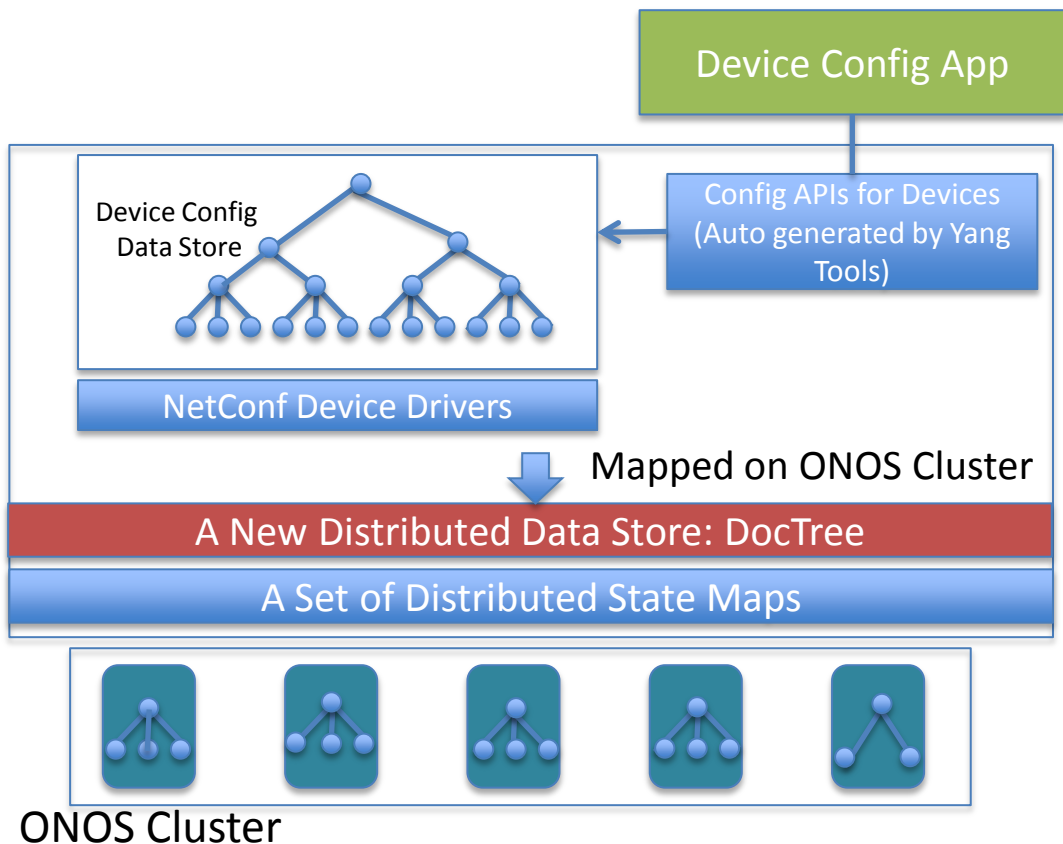 Device Config App
Device Config
Data Store
Config APIs for Devices
(Auto generated by Yang
Tools)
NetConf Device Drivers
Mapped on ONOS Cluster
A New Distributed Data Store: DocTree
A Set of Distributed State Maps
ONOS Cluster